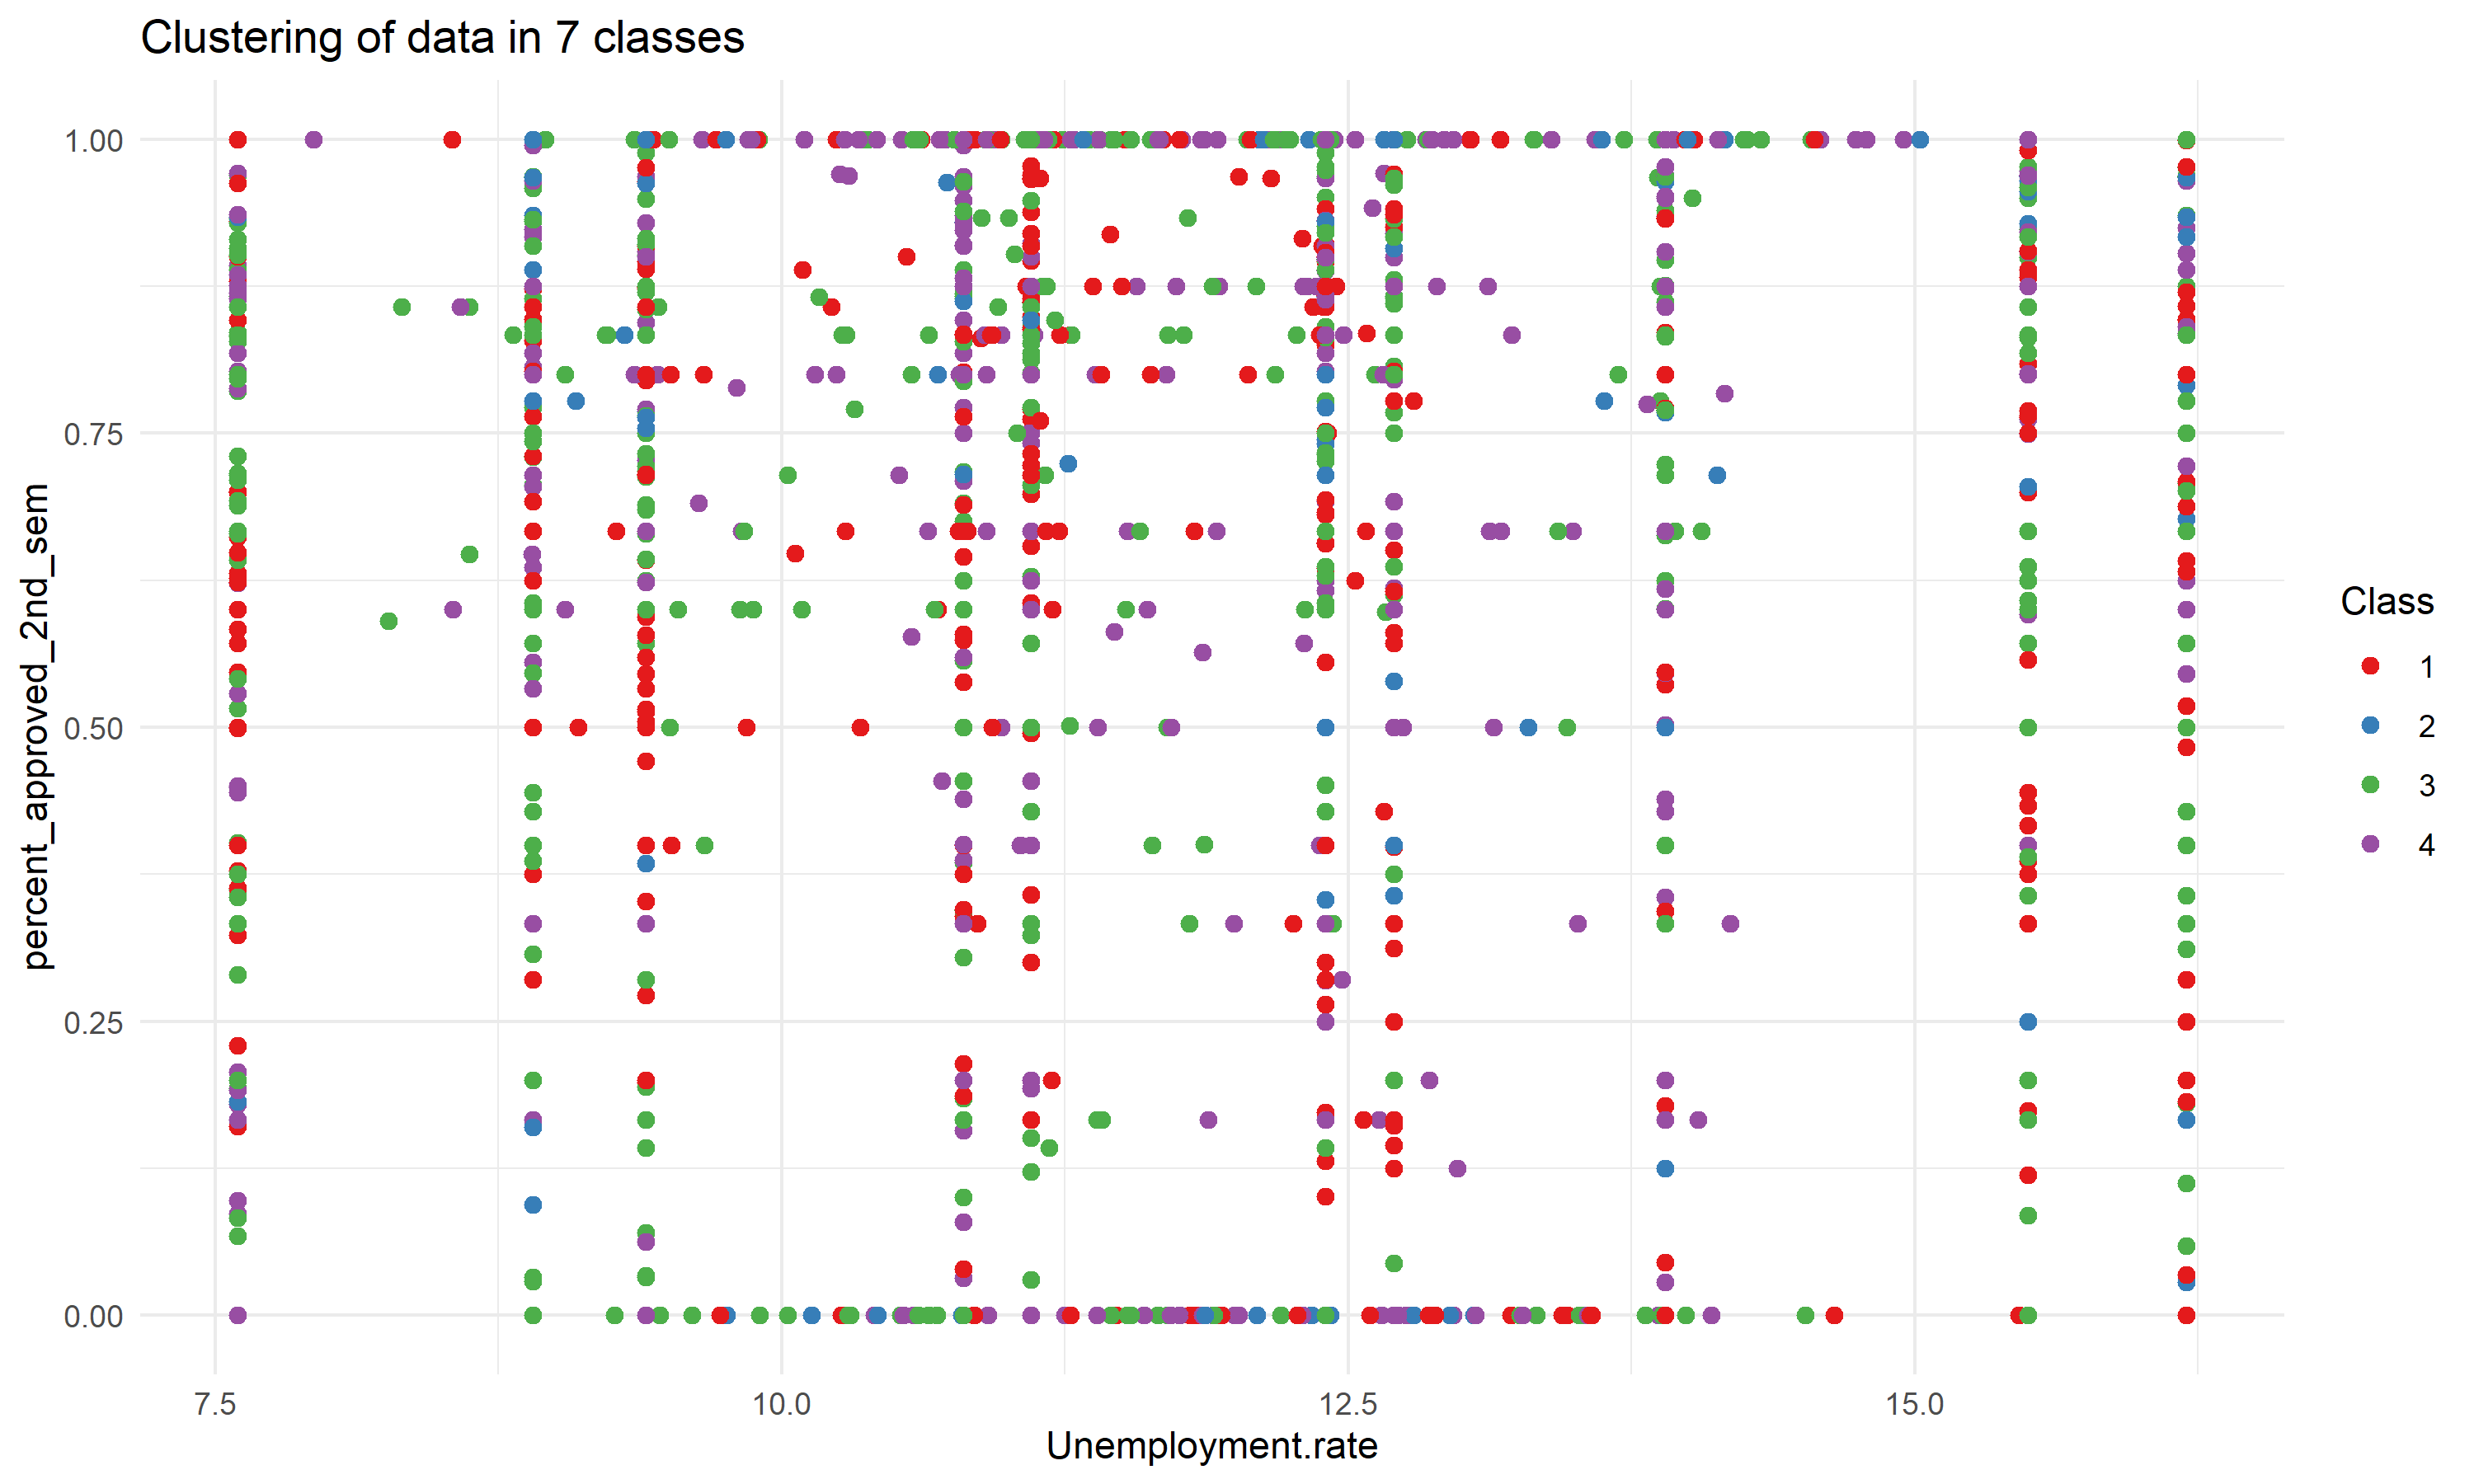 Clustering of data in 7 classes
1.00
0.75
0.50
0.25
0.00
percent_approved_2nd_sem
7.5 10.0 12.5 15.0
Unemployment.rate
Class
1
2
3
4